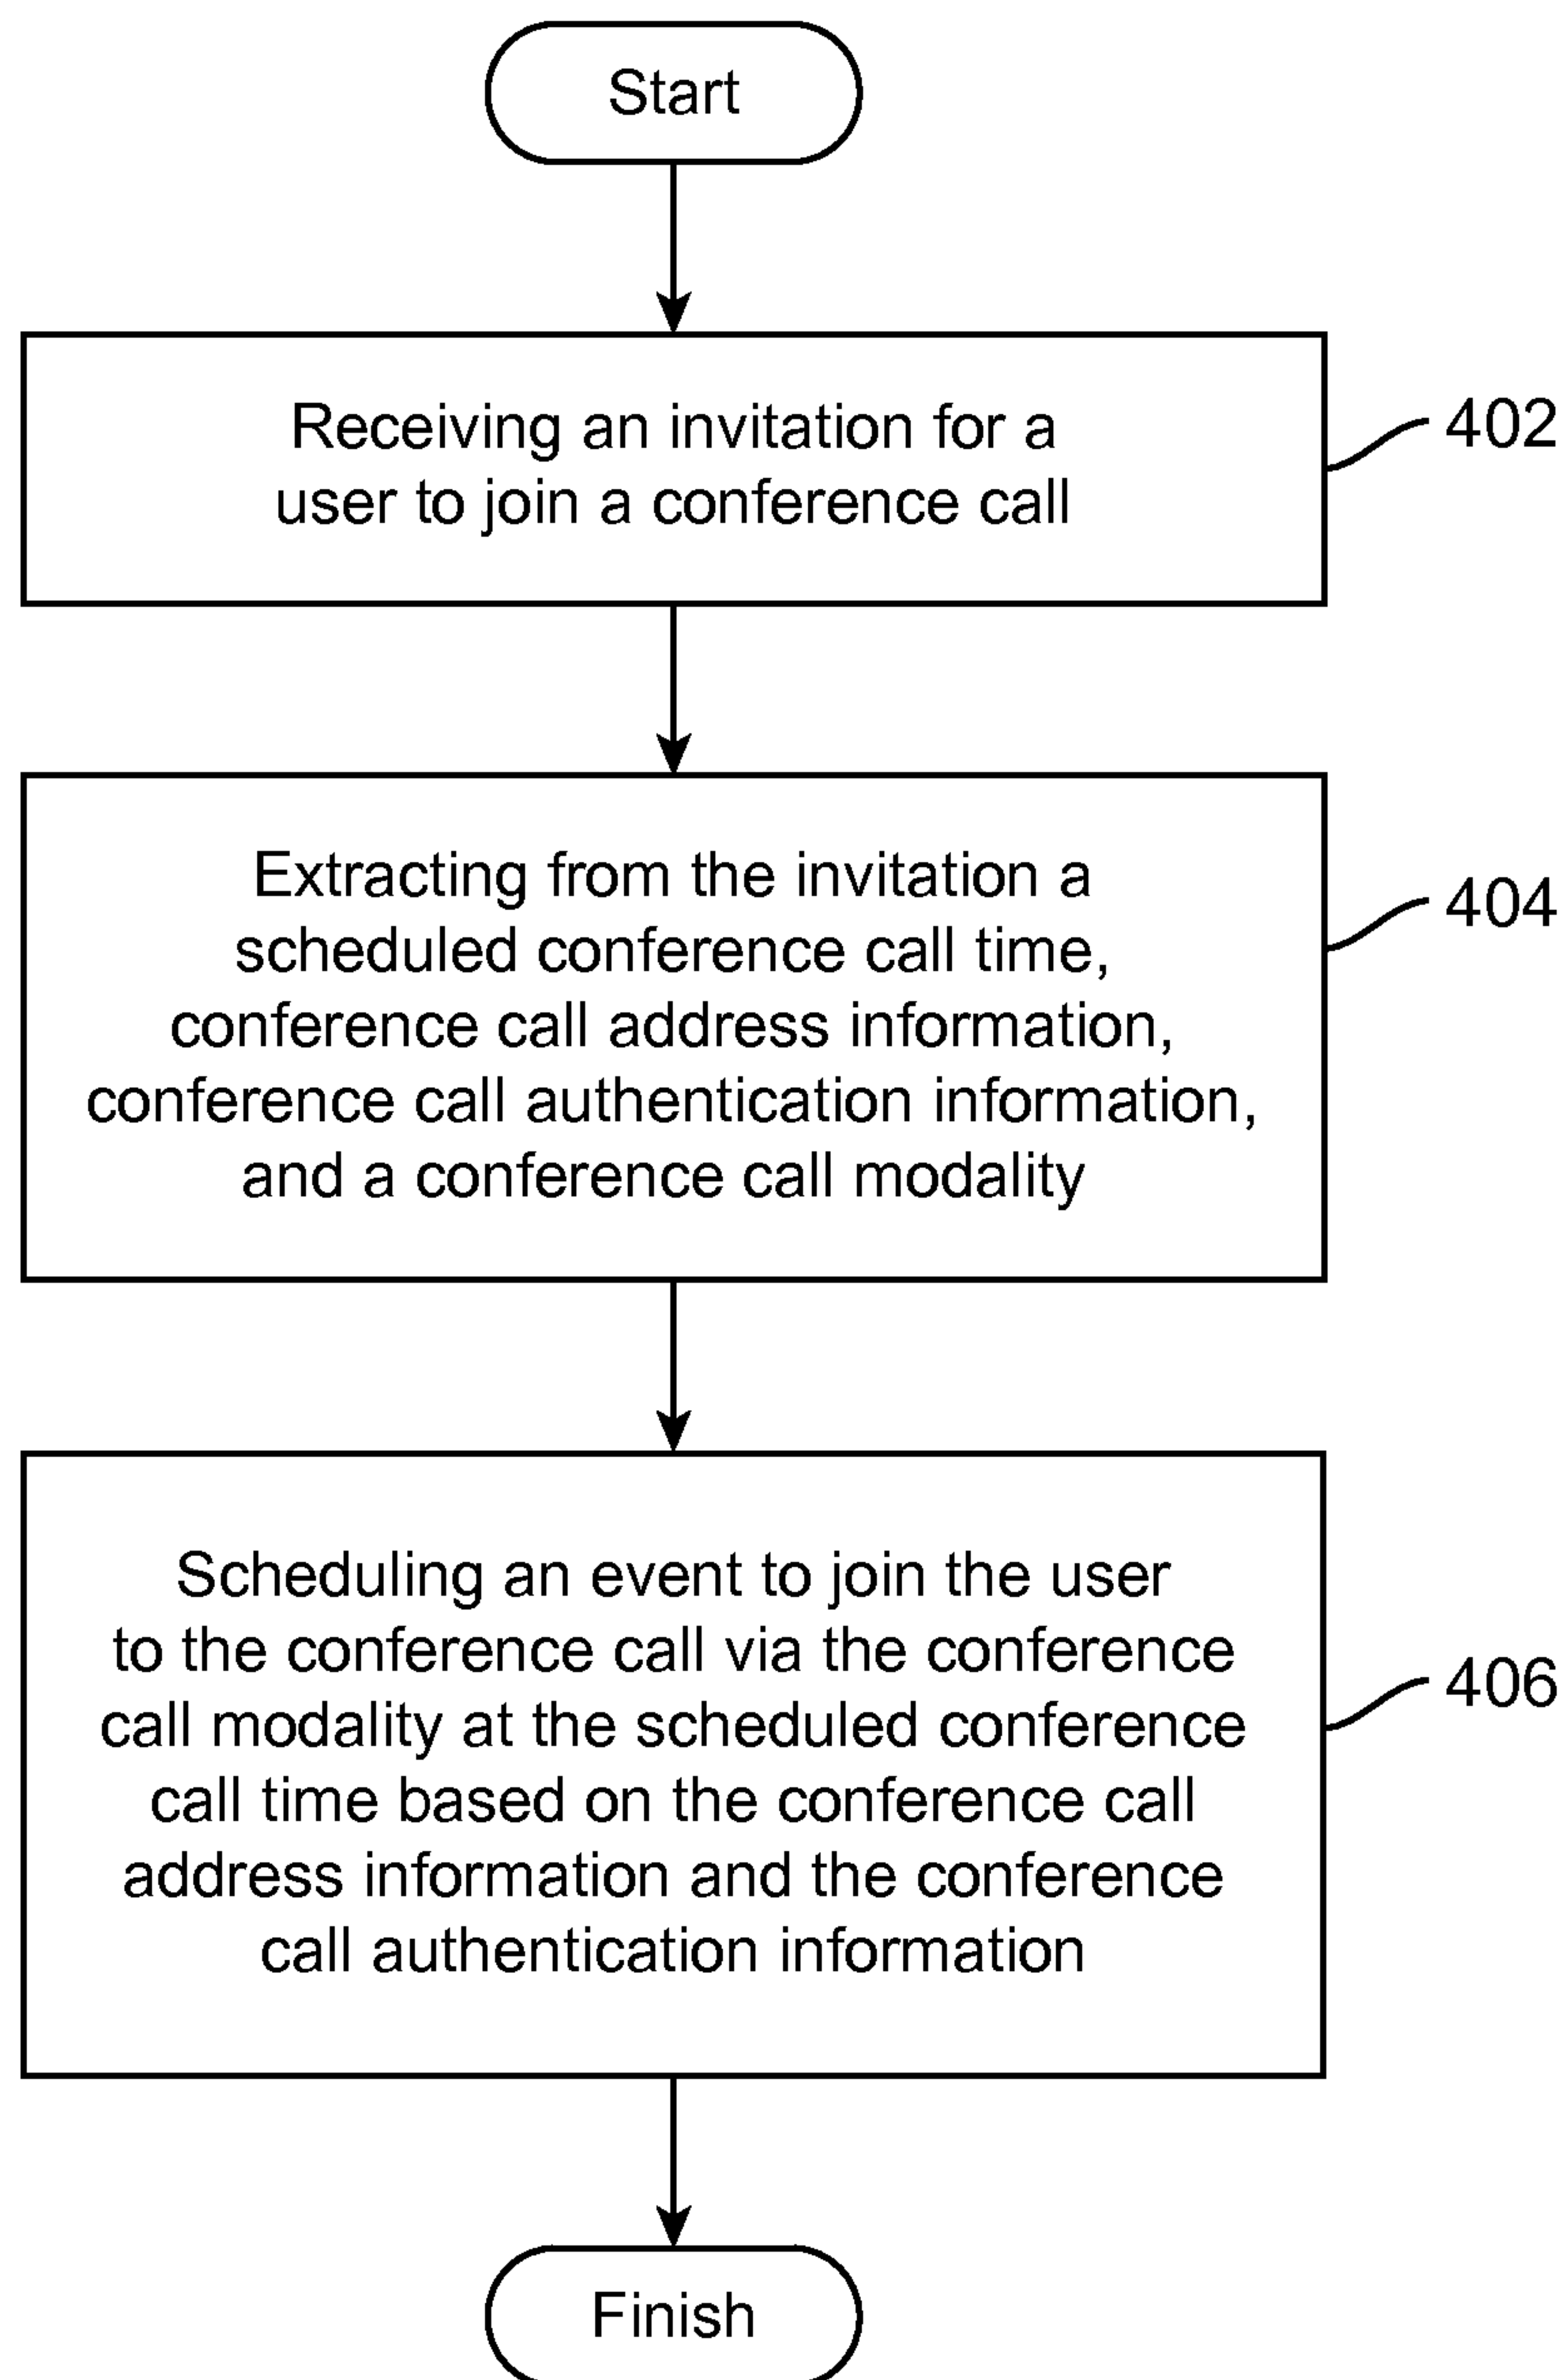 Start
Receiving an invitation for a
user to join a conference call
402
Extracting from the invitation a
scheduled conference call time,
conference call address information,
conference call authentication information,
and a conference call modality
404
Scheduling an event to join the user
to the conference call via the conference
call modality at the scheduled conference
call time based on the conference call
address information and the conference
call authentication information
406
Finish